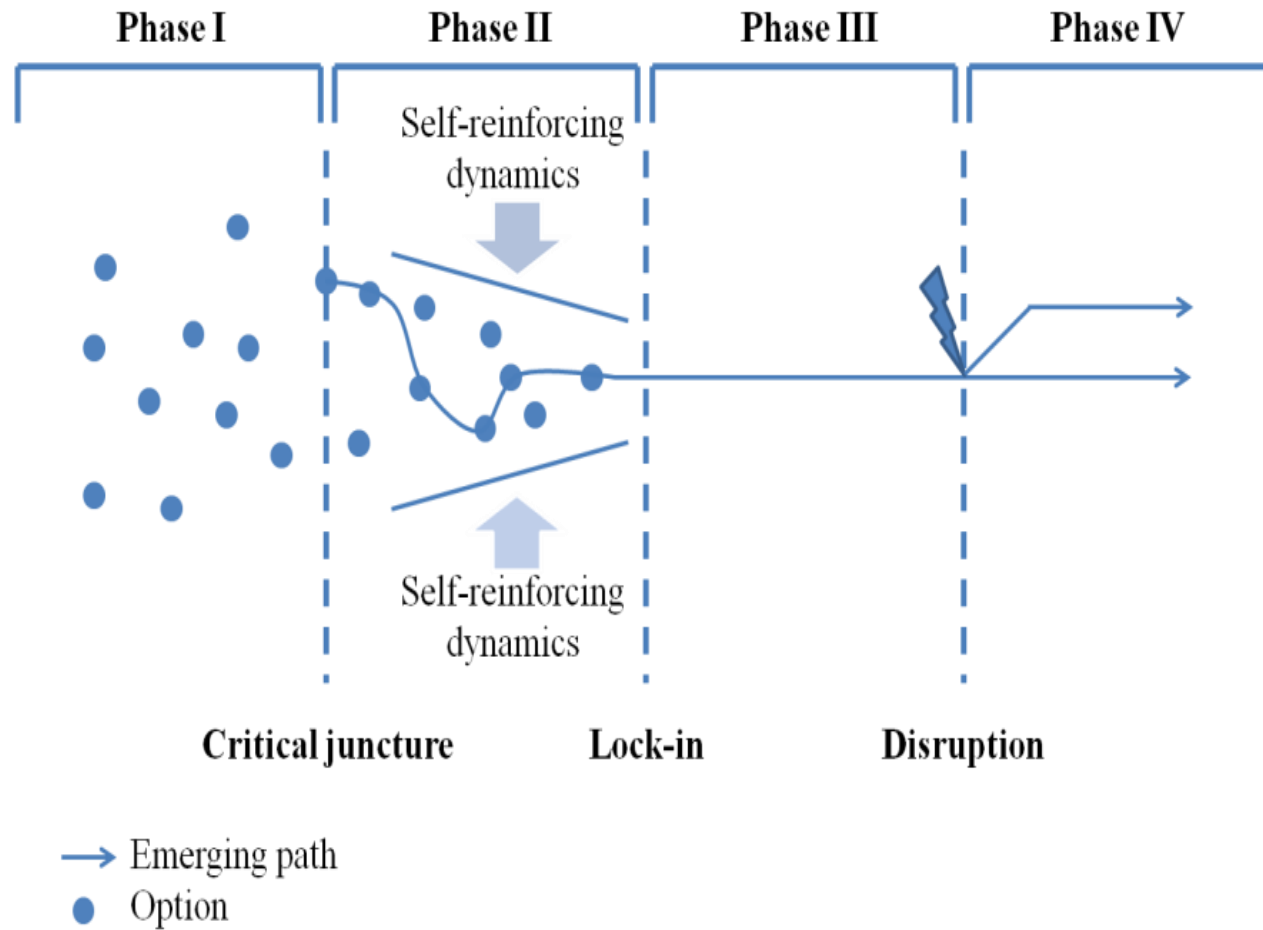 Phase I
Phase II
Phase III
Phase IV
Self-reinforcing
dynamics
Self-reinforcing
dynamics
Critical juncture
Lock-in
Disruption
Emerging path
Option